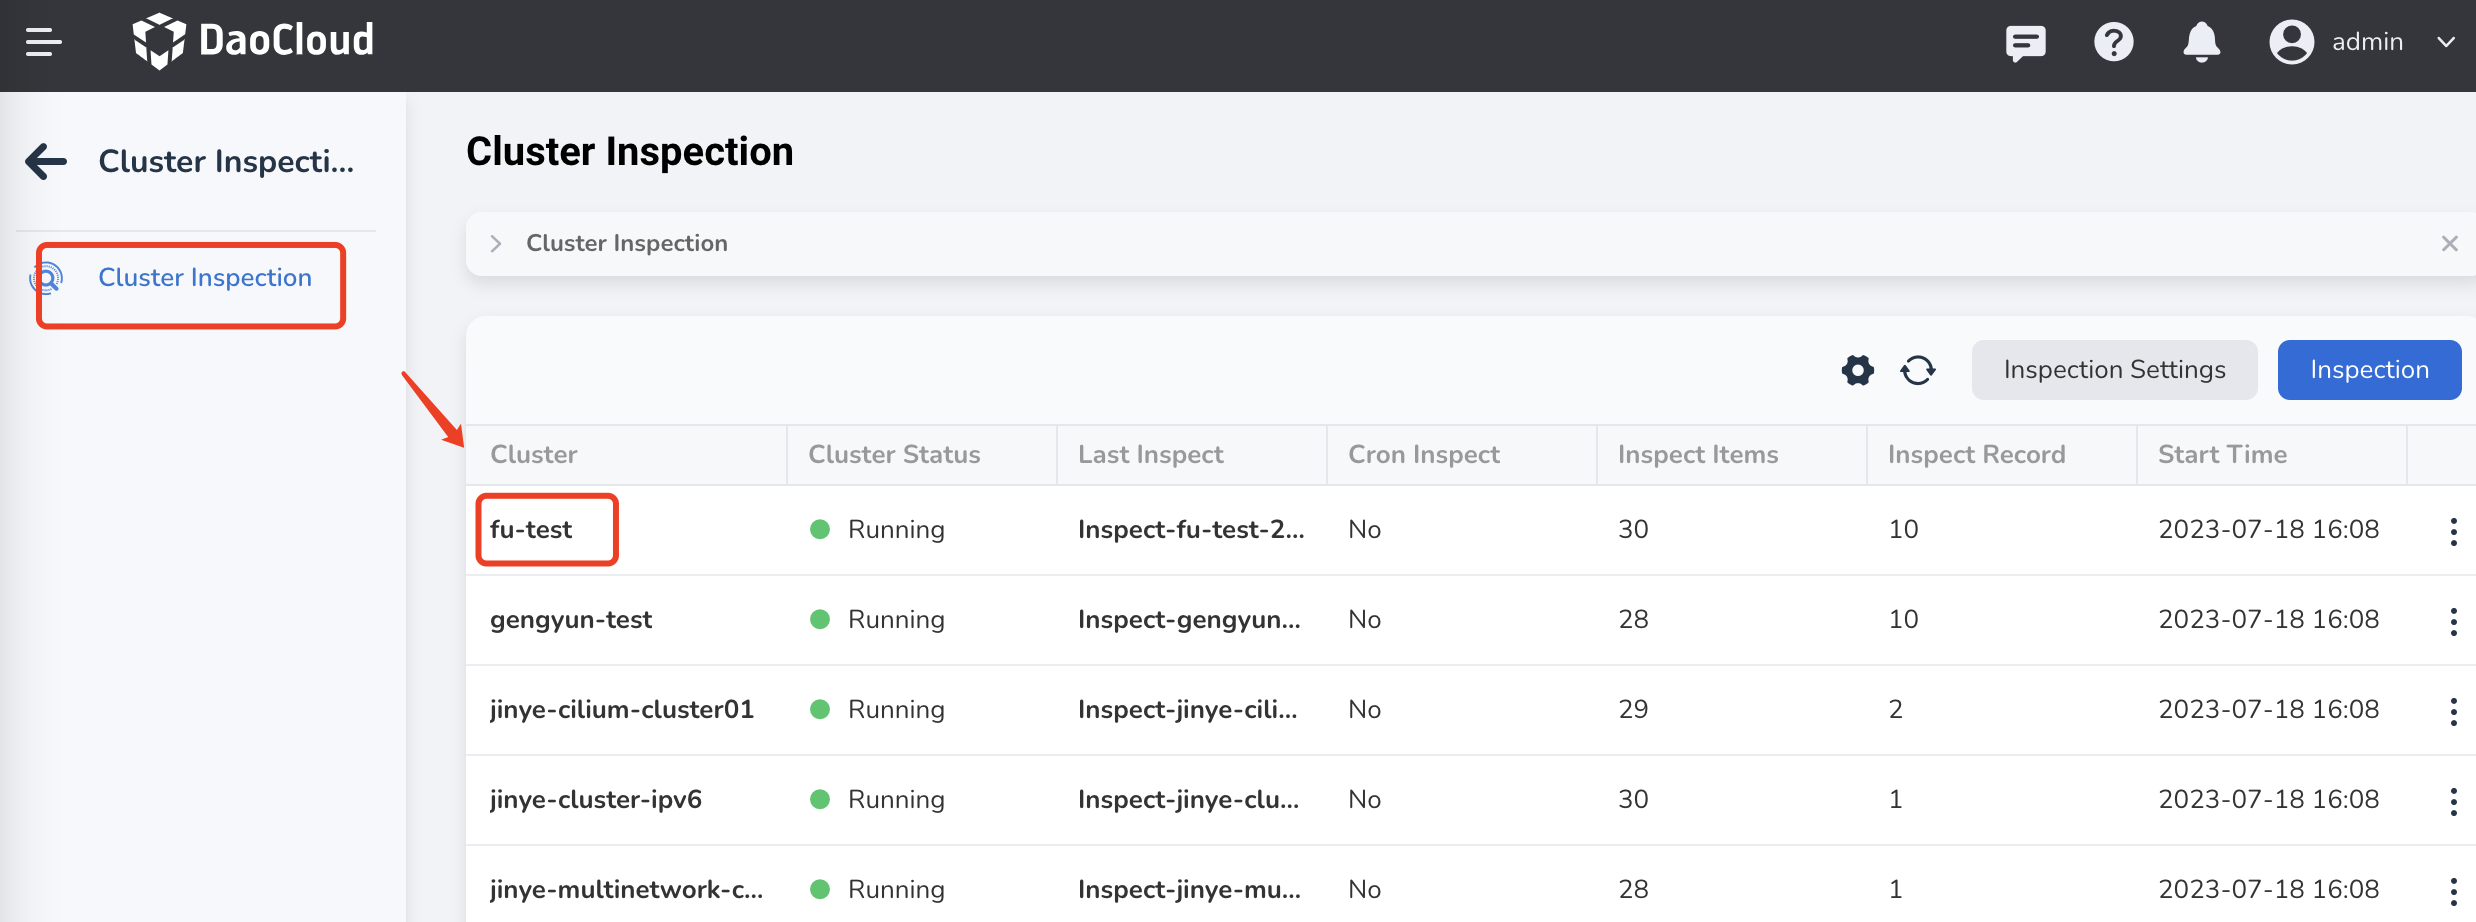 DaoCloud
admin
Cluster Inspecti...
Cluster Inspection
Cluster Inspection
Cluster Inspection
Inspection Settings
Inspection
Cluster Cluster Status Last Inspect Cron Inspect Inspect Items Inspect Record Start Time
fu-test Running Inspect-fu-test-2... No 30 10 2023-07-18 16:08
gengyun-test Running Inspect-gengyun... No 28 10 2023-07-18 16:08
jinye-cilium-cluster01 Running Inspect-jinye-cili... No 29 2 2023-07-18 16:08
jinye-cluster-ipv6 Running Inspect-jinye-clu... No 30 1 2023-07-18 16:08
jinye-multinetwork-c... Running Inspect-jinye-mu... No 28 1 2023-07-18 16:08